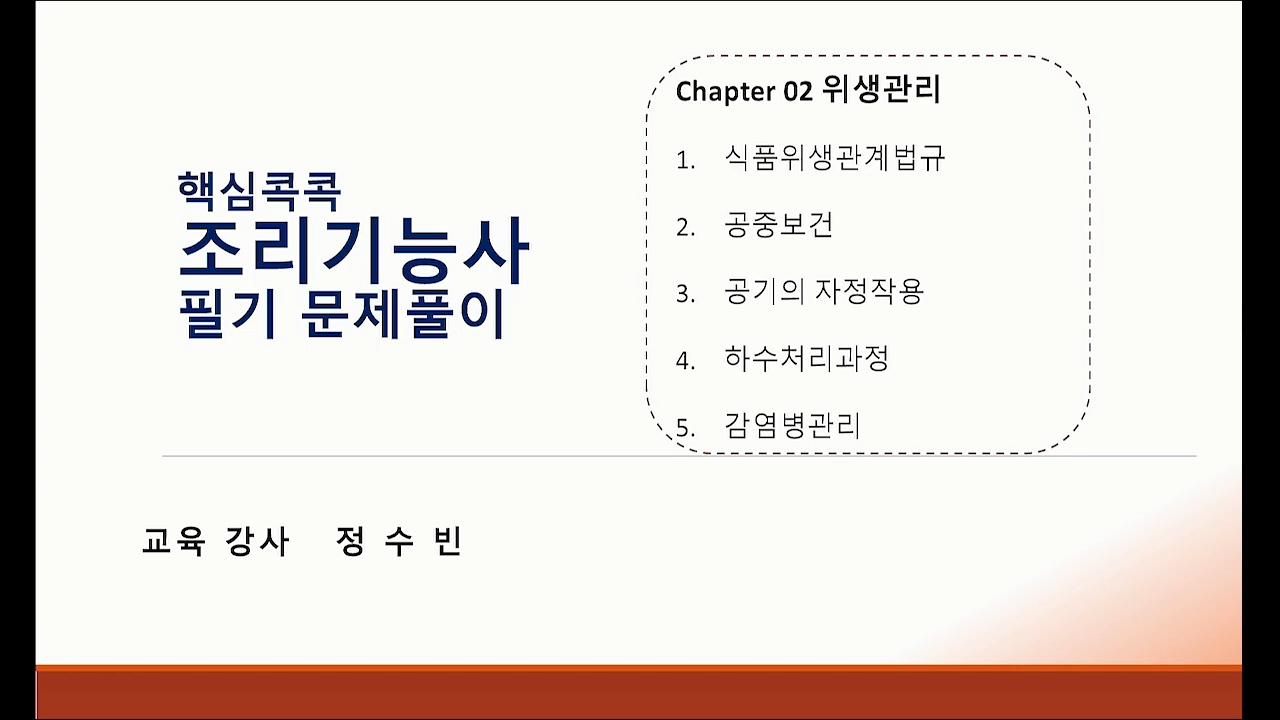 핵심콕콕
조리기능사
필기 문제풀이
Chapter 02 위생관리
1. 식품위생관계법규
2. 공중보건
3. 공기의 자정작용
4. 하수처리과정
5. 감염병관리
교육 강사 정 수 빈